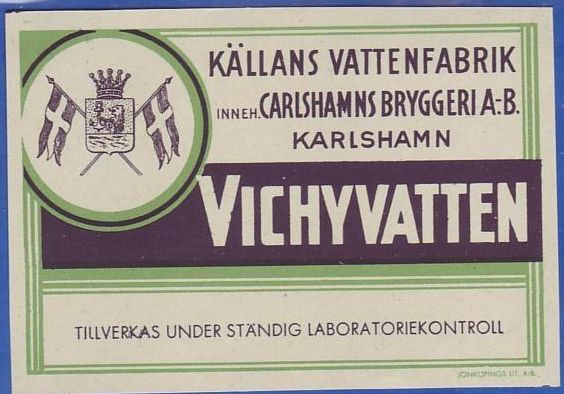 KÄLLANS VATTENFABRIK
INNEH. CARLSHAMNS BRYGGERI A.-B.
KARLSHAMN
VICHYVATTEN
TILLVERKAS UNDER STÄNDIG LABORATORIEKONTROLL
JÖNKÖPINGS LIT. A.-B.